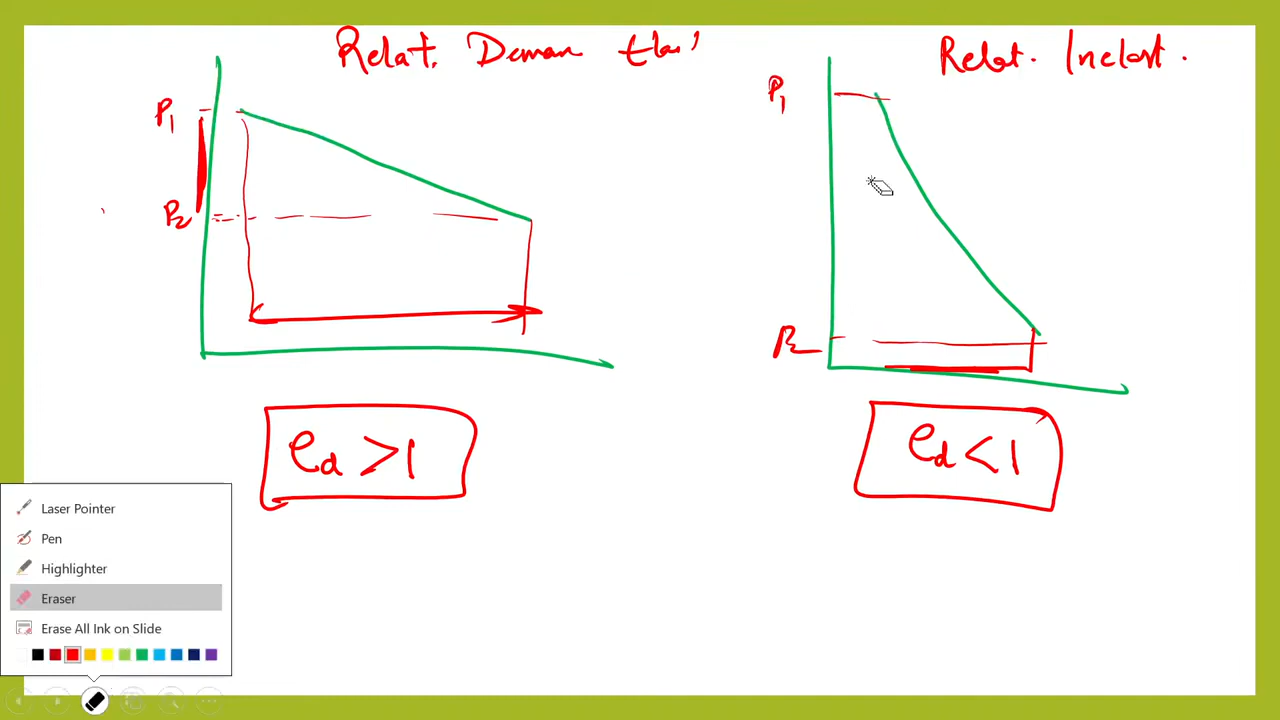 Relat. Deman Elas'
Relat. Inelast.
P1
P2
P1
P2
ed >1
ed <1
Laser Pointer
Pen
Highlighter
Eraser
Erase All Ink on Slide